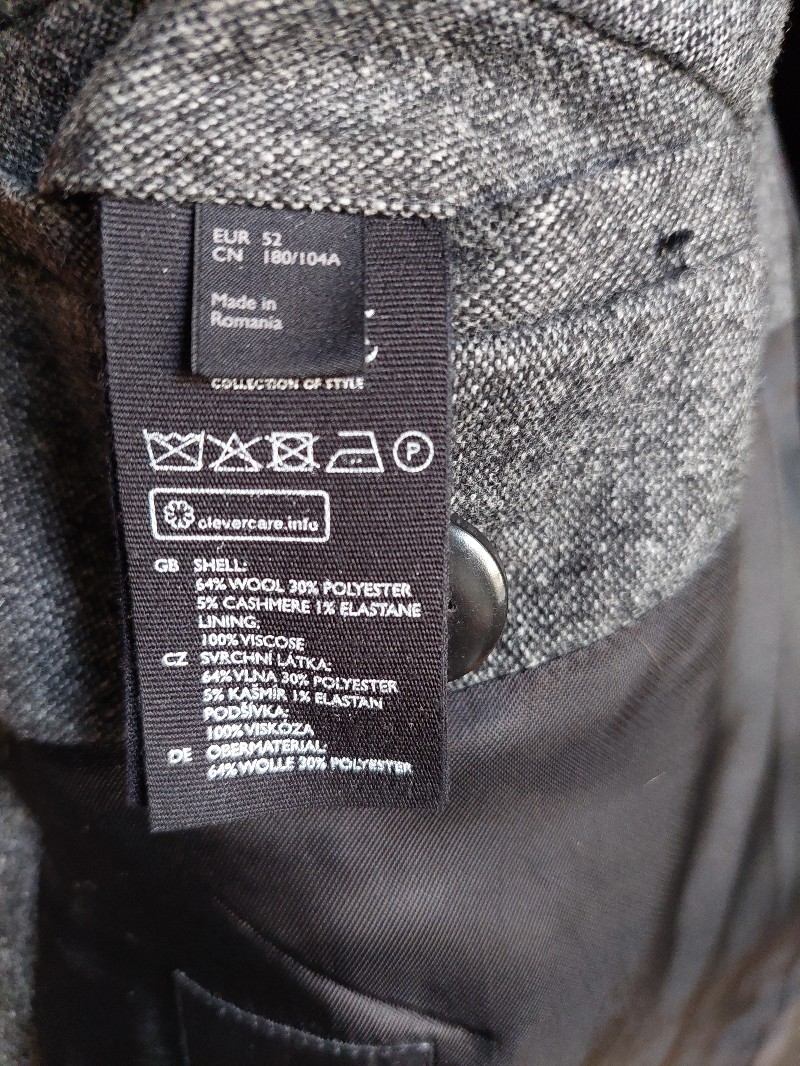 EUR 52
CN 180/104A
Made in
Romania
COLLECTION OF STYLE
P
clevercare.info
GB SHELL:
64% WOOL 30% POLYESTER
5% CASHMERE 1% ELASTANE
LINING:
100% VISCOSE
CZ SVRCHNÍ LÁTKA:
64% VLNA 30% POLYESTER
5% KAŠMÍR 1% ELASTAN
PODŠÍVKA:
100% VISKÓZA
DE OBERMATERIAL:
64% WOLLE 30% POLYESTER